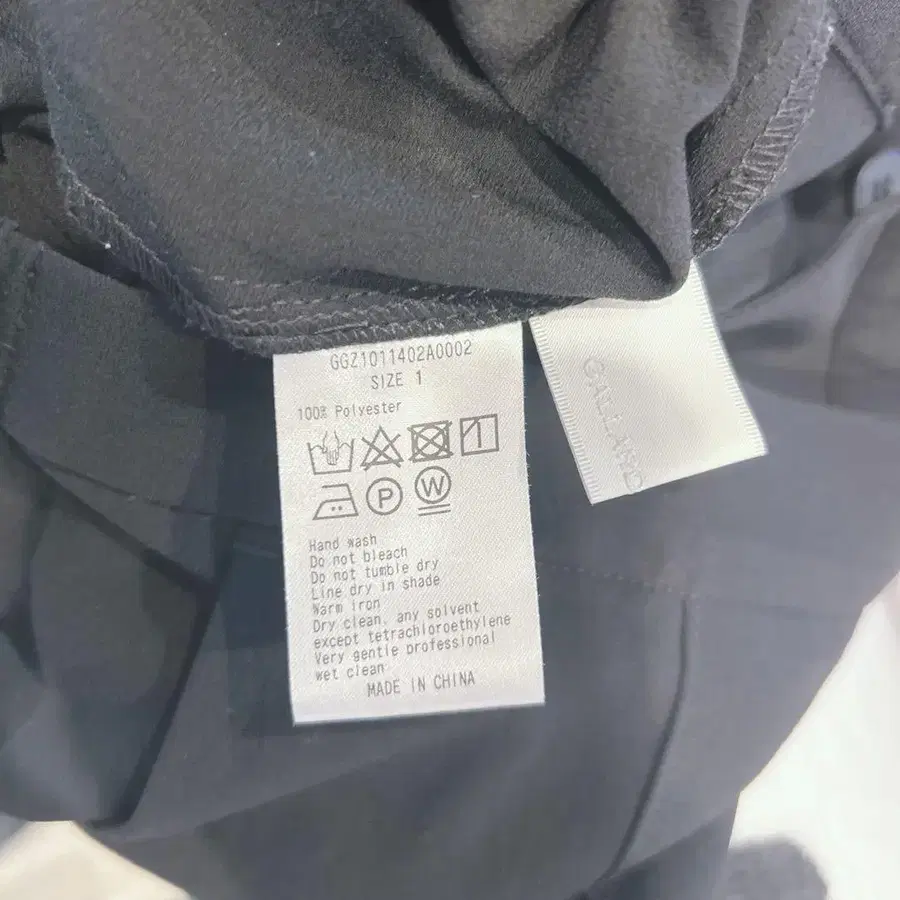 GGZ1011402A0002
SIZE 1
100% Polyester
P W
Hand wash
Do not bleach
Do not tumble dry
Line dry in shade
Warm iron
Dry clean, any solvent
except tetrachloroethylene
Very gentle professional
wet clean
MADE IN CHINA